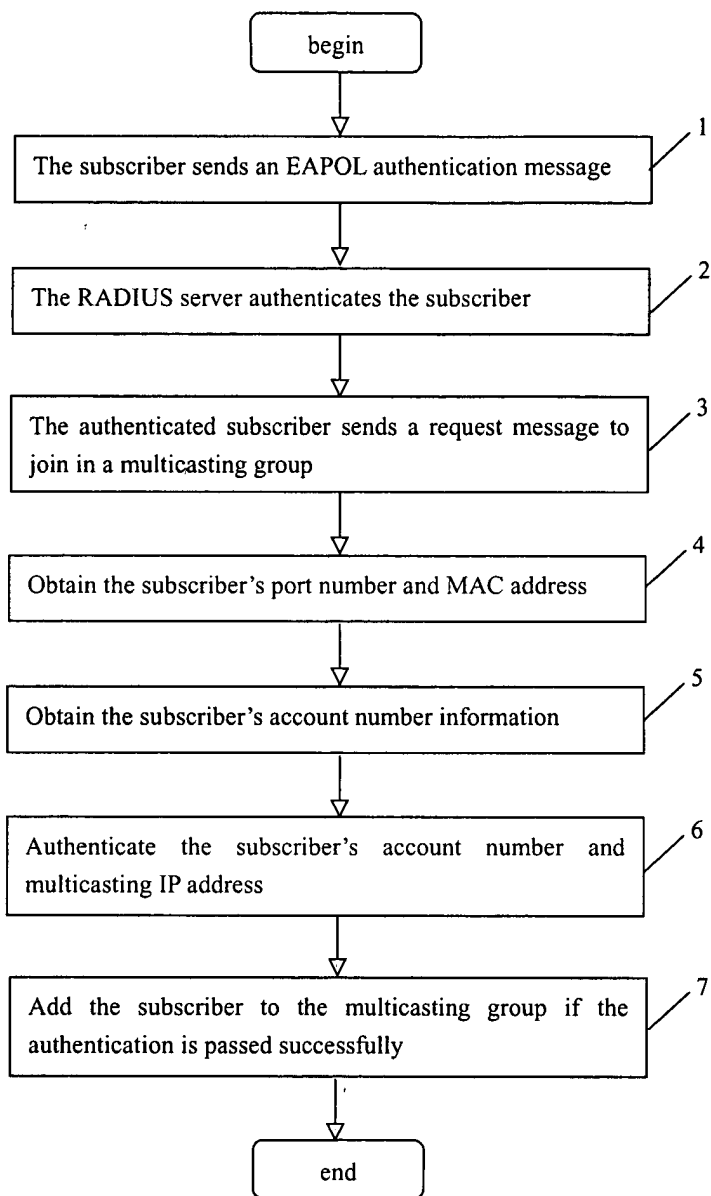 begin
1
The subscriber sends an EAPOL authentication message
2
The RADIUS server authenticates the subscriber
3
The authenticated subscriber sends a request message to
join in a multicasting group
4
Obtain the subscriber's port number and MAC address
5
Obtain the subscriber's account number information
6
Authenticate the subscriber's account number and
multicasting IP address
7
Add the subscriber to the multicasting group if the
authentication is passed successfully
end